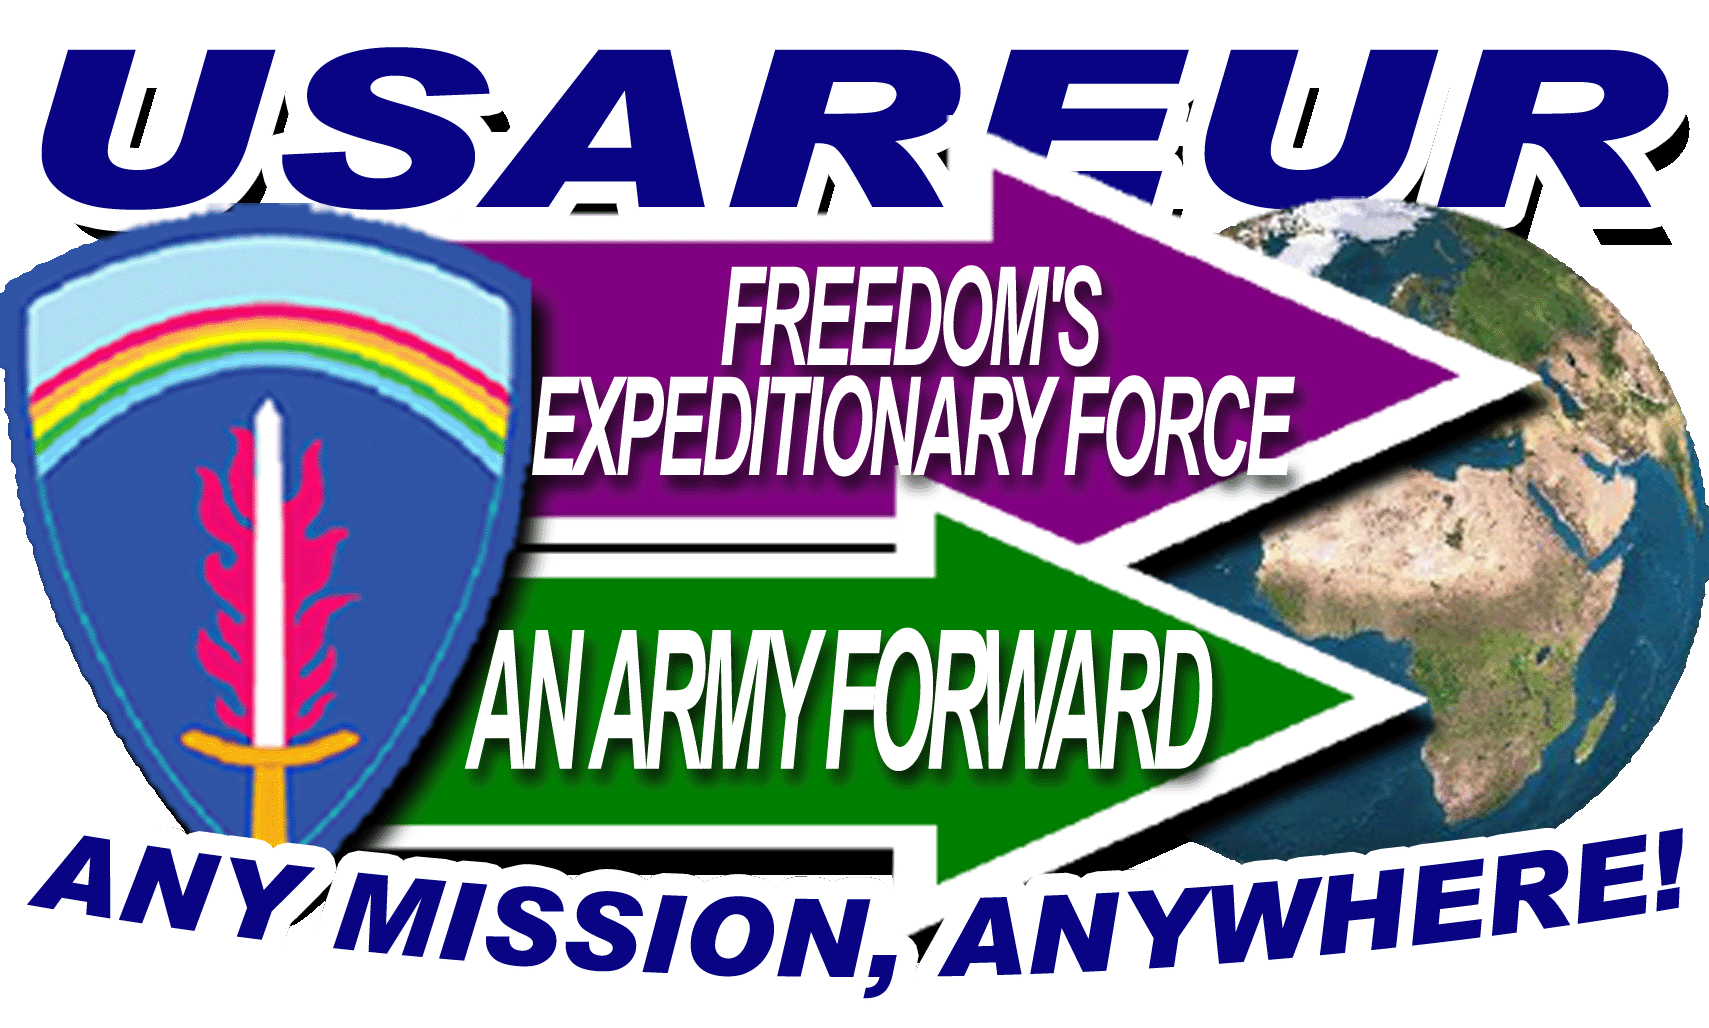 USAREUR
FREEDOM'S
EXPEDITIONARY FORCE
AN ARMY FORWARD
ANY MISSION, ANYWHERE!